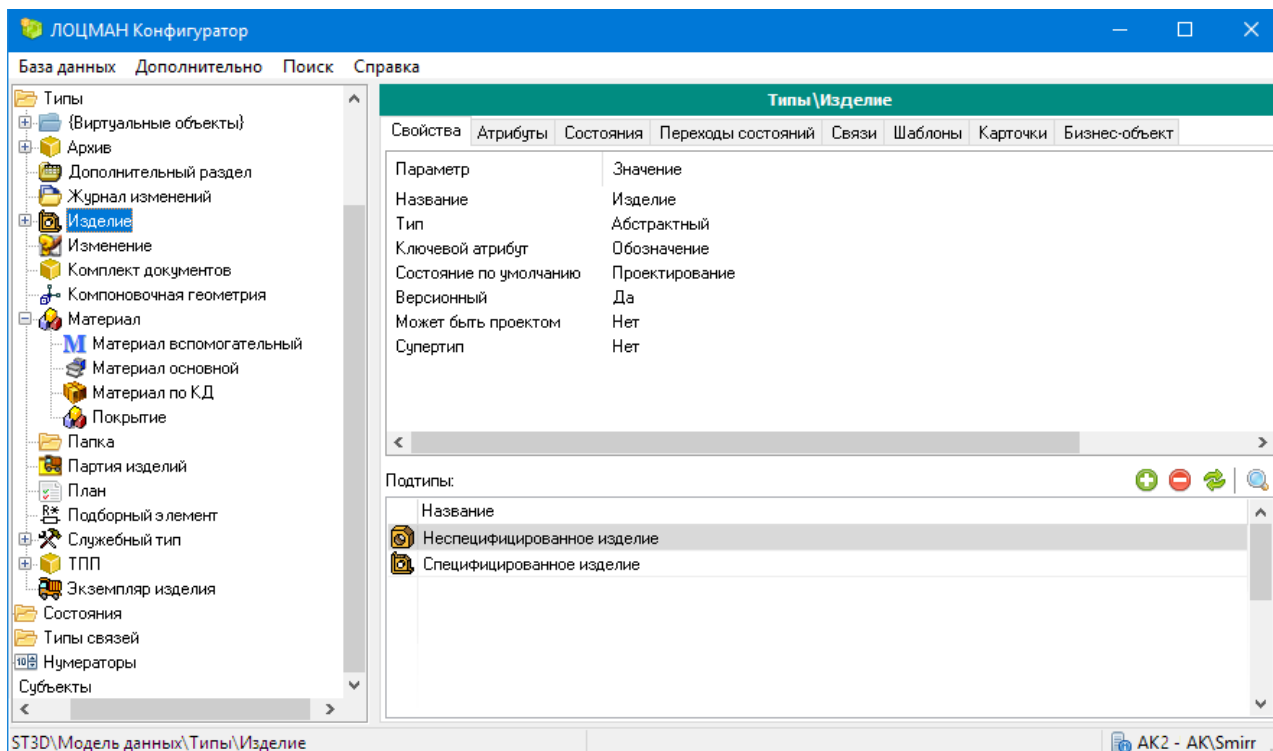 ЛОЦМАН Конфигуратор
База данных Дополнительно Поиск Справка
Типы
{Виртуальные объекты}
Архив
Дополнительный раздел
Журнал изменений
Изделие
Изменение
Комплект документов
Компоновочная геометрия
Материал
Материал вспомогательный
Материал основной
Материал по КД
Покрытие
Папка
Партия изделий
План
Подборный элемент
Служебный тип
ТПП
Экземпляр изделия
Состояния
Типы связей
Нумераторы
Субъекты
Типы\Изделие
Свойства Атрибуты Состояния Переходы состояний Связи Шаблоны Карточки Бизнес-объект
Параметр Значение
Название Изделие
Тип Абстрактный
Ключевой атрибут Обозначение
Состояние по умолчанию Проектирование
Версионный Да
Может быть проектом Нет
Супертип Нет
Подтипы:
Название
Неспецифицированное изделие
Специфицированное изделие
ST3D\Модель данных\Типы\Изделие AK2 - AK\Smirr